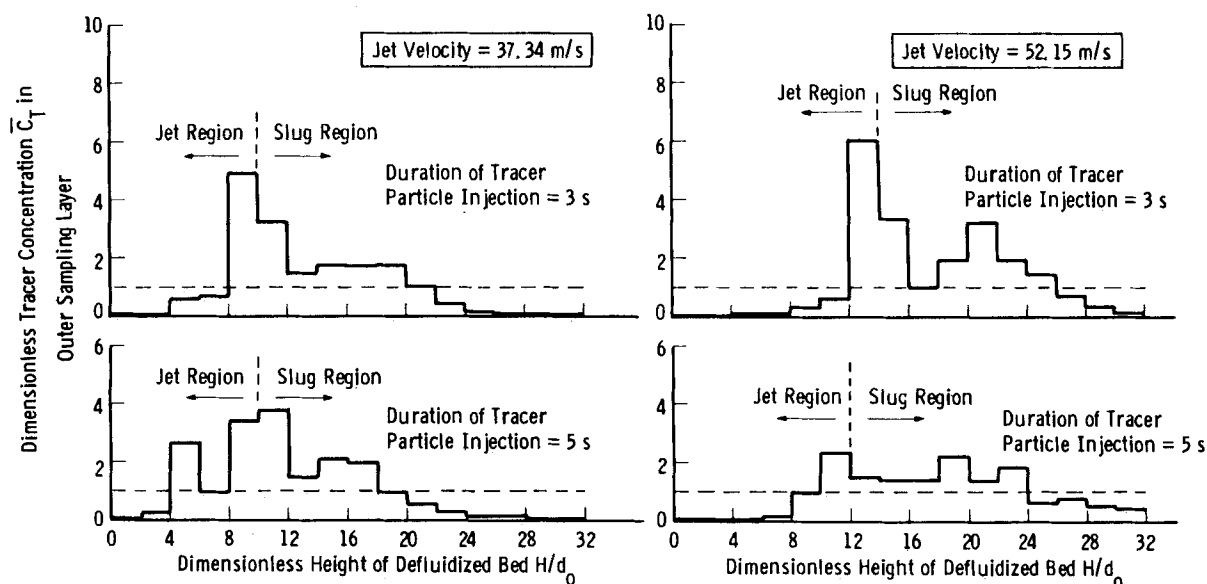 Dimensionless Tracer Concentration C̅_T in
Outer Sampling Layer
10
8
6
4
2
0
Jet Velocity = 37.34 m/s
Jet Region
Slug Region
Duration of Tracer
Particle Injection = 3 s
10
8
6
4
2
0
Jet Velocity = 52.15 m/s
Jet Region
Slug Region
Duration of Tracer
Particle Injection = 3 s
6
4
2
0
Jet Region
Slug Region
Duration of Tracer
Particle Injection = 5 s
0 4 8 12 16 20 24 28 32
Dimensionless Height of Defluidized Bed H/d_o
6
4
2
0
Jet Region
Slug Region
Duration of Tracer
Particle Injection = 5 s
0 4 8 12 16 20 24 28 32
Dimensionless Height of Defluidized Bed H/d_o